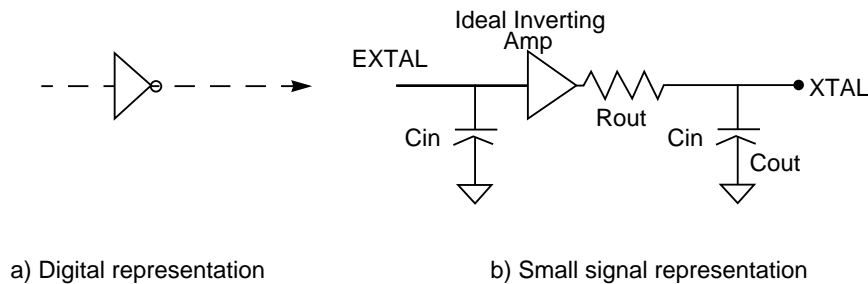 Ideal Inverting
Amp
EXTAL
XTAL
Rout
Cin
Cin
Cout
a) Digital representation
b) Small signal representation